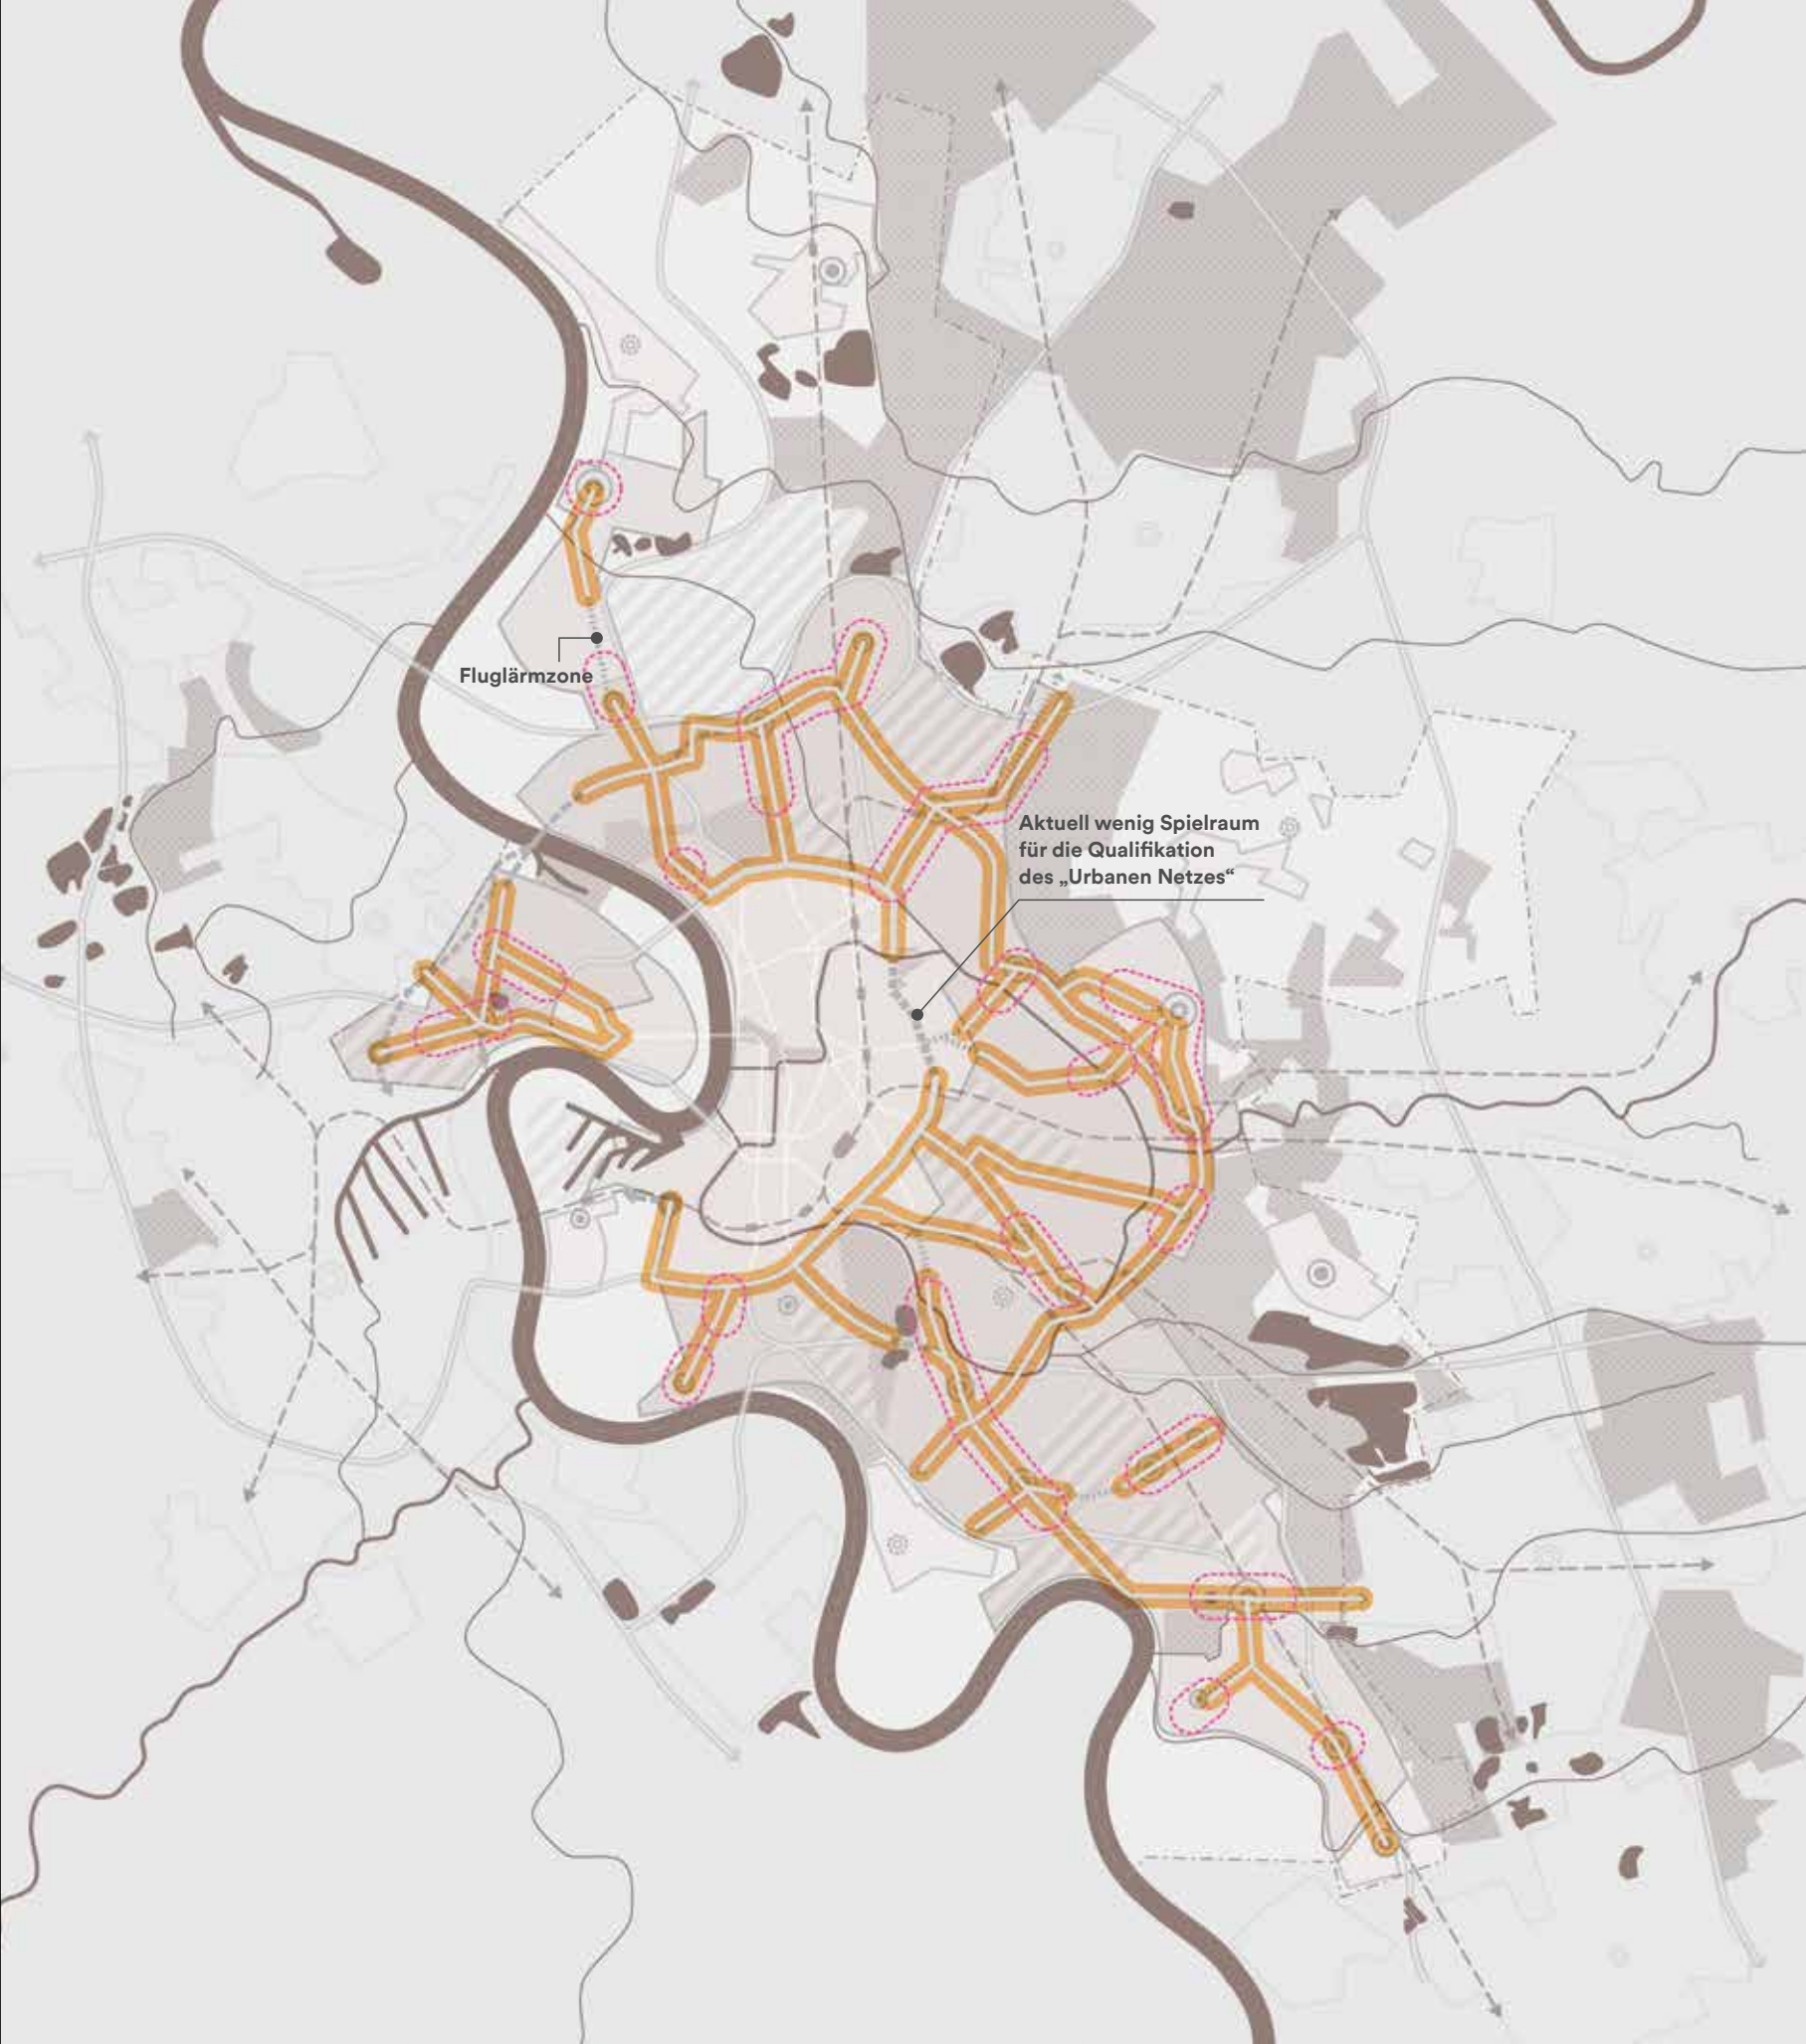 Fluglärmzone
Aktuell wenig Spielraum
für die Qualifikation
des „Urbanen Netzes“